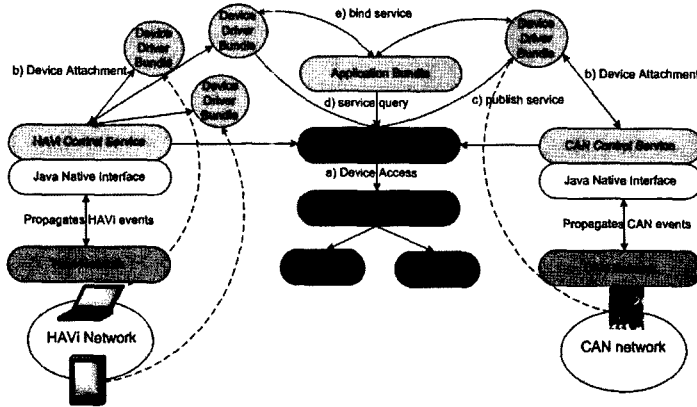 e) bind service
Device
Driver
Bundle
Device
Driver
Bundle
Device
Driver
Bundle
b) Device Attachment
Application Bundle
b) Device Attachment
Device
Driver
Bundle
d) service query
c) publish service
HAVi Control Service
CAN Control Service
Java Native Interface
a) Device Access
Java Native Interface
Propagates HAVi events
Propagates CAN events
HAVi Network
CAN network